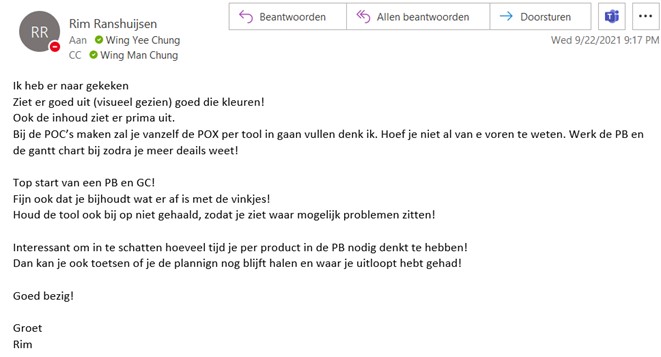 Beantwoorden
Allen beantwoorden
Doorsturen
RR
Rim Ranshuijsen
Aan Wing Yee Chung
CC Wing Man Chung
Wed 9/22/2021 9:17 PM
Ik heb er naar gekeken
Ziet er goed uit (visueel gezien) goed die kleuren!
Ook de inhoud ziet er prima uit.
Bij de POC's maken zal je vanzelf de POX per tool in gaan vullen denk ik. Hoef je niet al van e voren te weten. Werk de PB en
de gantt chart bij zodra je meer deails weet!
Top start van een PB en GC!
Fijn ook dat je bijhoudt wat er af is met de vinkjes!
Houd de tool ook bij op niet gehaald, zodat je ziet waar mogelijk problemen zitten!
Interessant om in te schatten hoeveel tijd je per product in de PB nodig denkt te hebben!
Dan kan je ook toetsen of je de plannign nog blijft halen en waar je uitloopt hebt gehad!
Goed bezig!
Groet
Rim